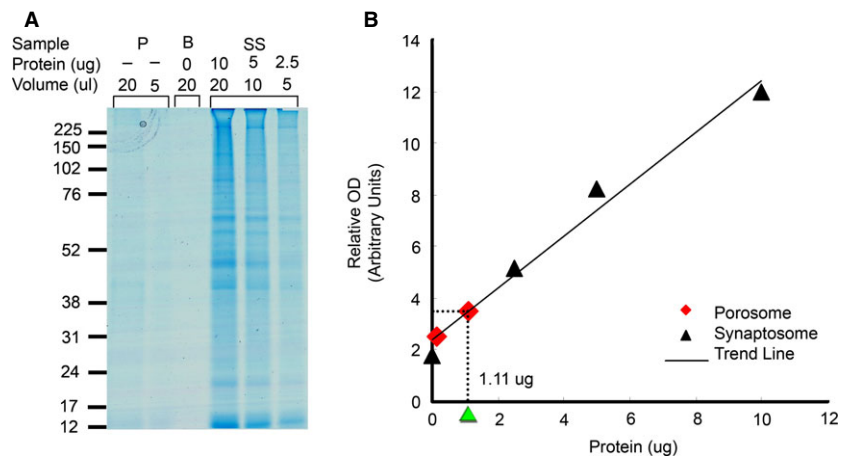 A
Sample P B SS
Protein (ug) – – 0 10 5 2.5
Volume (ul) 20 5 20 20 10 5
225
150
102
76
52
38
31
24
17
12
B
14
12
10
8
6
4
2
0
Relative OD
(Arbitrary Units)
Porosome
Synaptosome
Trend Line
1.11 ug
0 2 4 6 8 10 12
Protein (ug)